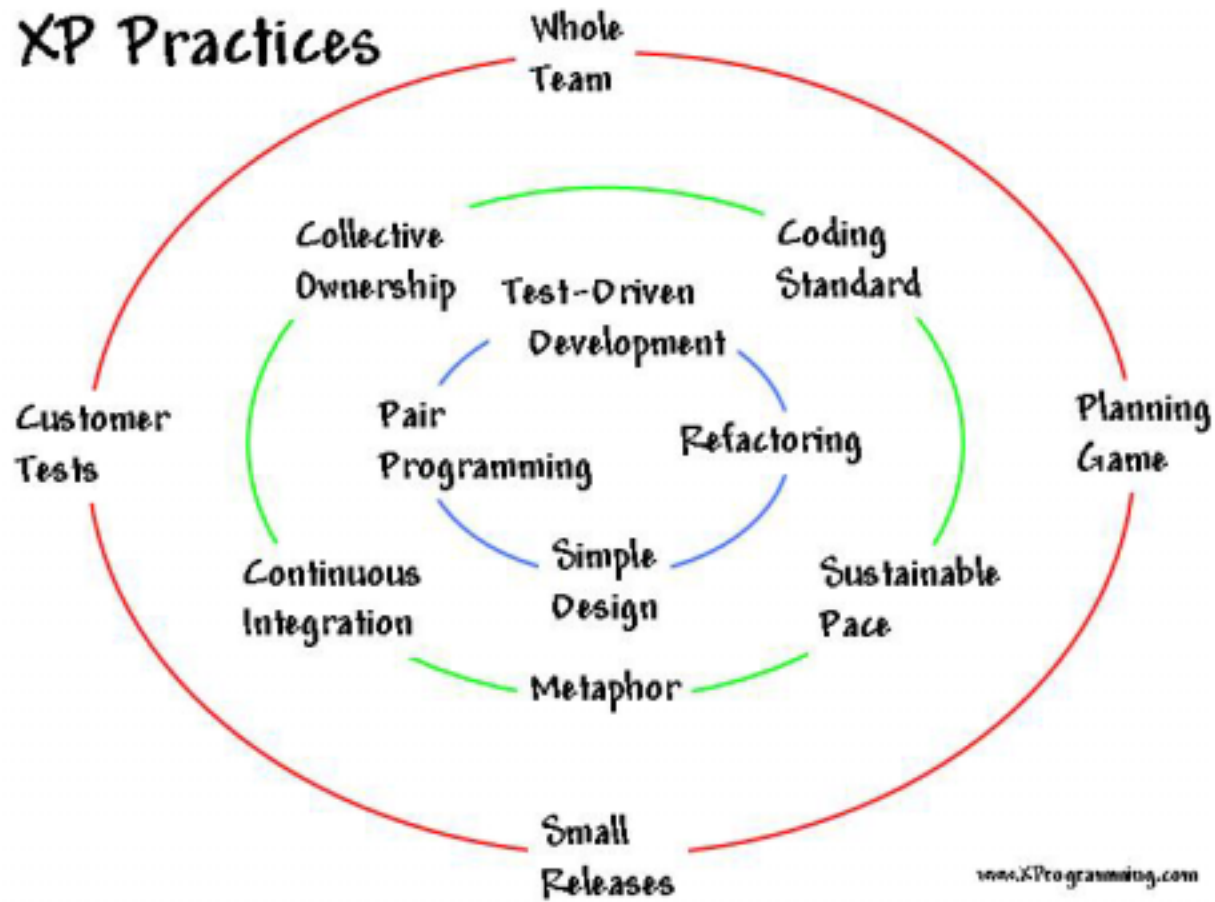 XP Practices
Whole
Team
Collective
Ownership
Coding
Standard
Test-Driven
Development
Customer
Tests
Pair
Programming
Refactoring
Planning
Game
Continuous
Integration
Simple
Design
Sustainable
Pace
Metaphor
Small
Releases
www.XProgramming.com